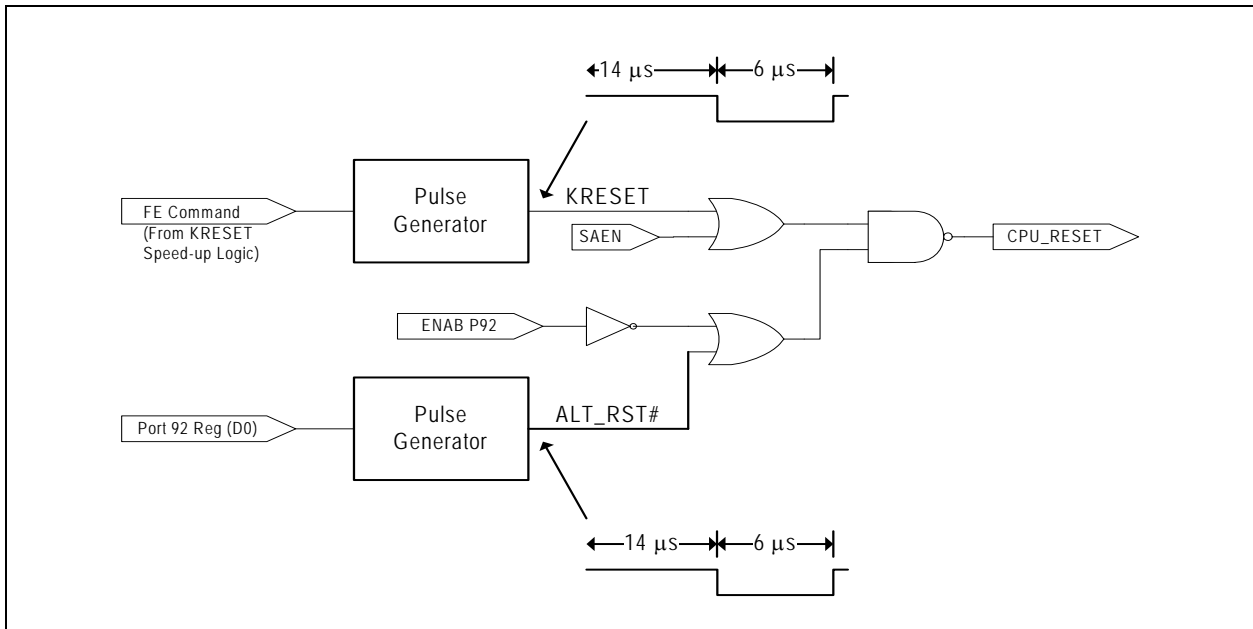 14 μs
6 μs
FE Command
(From KRESET
Speed-up Logic)
Pulse
Generator
KRESET
SAEN
CPU_RESET
ENAB P92
Port 92 Reg (D0)
Pulse
Generator
ALT_RST#
14 μs
6 μs